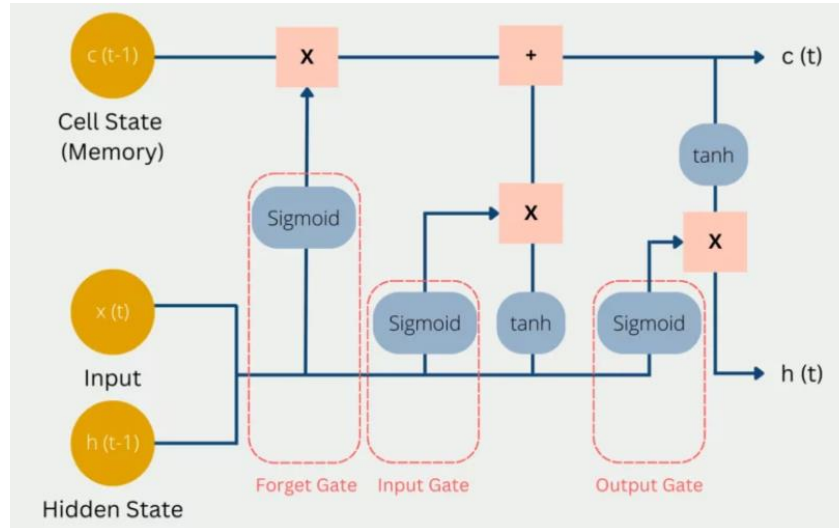 c (t-1)
X
+
c (t)
Cell State
(Memory)
tanh
Sigmoid
X
X
x (t)
Sigmoid
tanh
Sigmoid
Input
h (t)
h (t-1)
Forget Gate
Input Gate
Output Gate
Hidden State